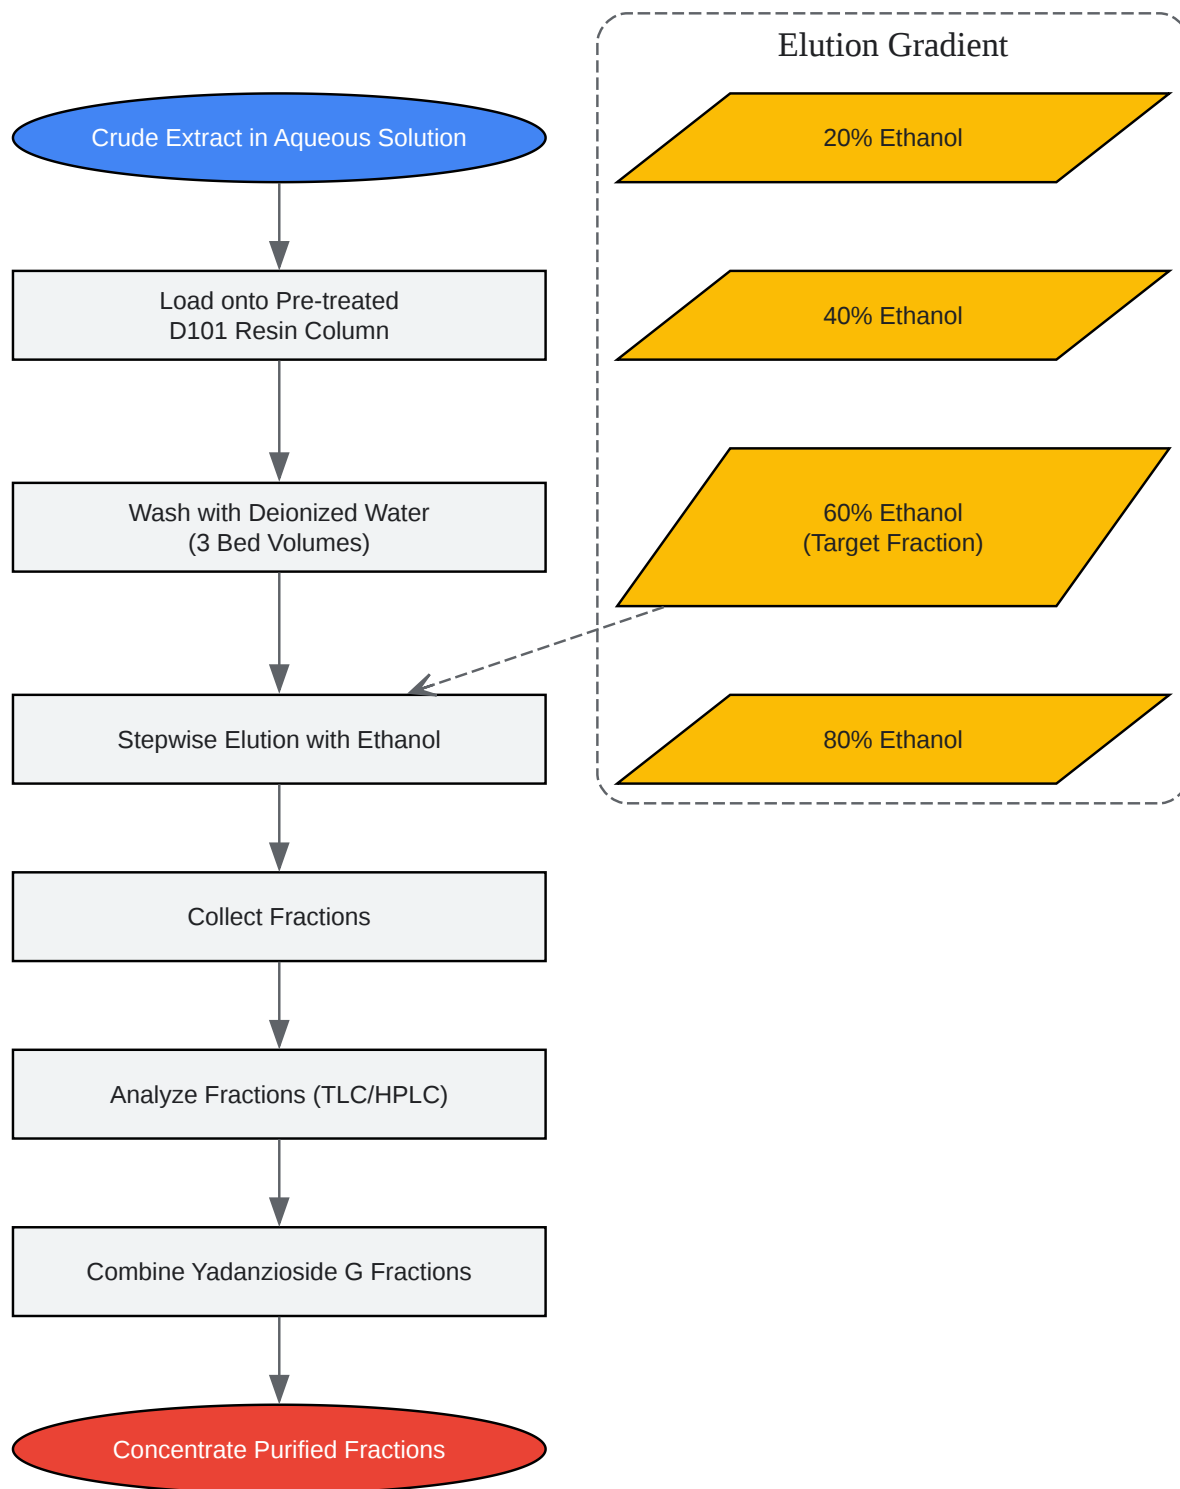 Elution Gradient
Crude Extract in Aqueous Solution
20% Ethanol
Load onto Pre-treated
D101 Resin Column
40% Ethanol
Wash with Deionized Water
(3 Bed Volumes)
60% Ethanol
(Target Fraction)
Stepwise Elution with Ethanol
80% Ethanol
Collect Fractions
Analyze Fractions (TLC/HPLC)
Combine Yadanzioside G Fractions
Concentrate Purified Fractions